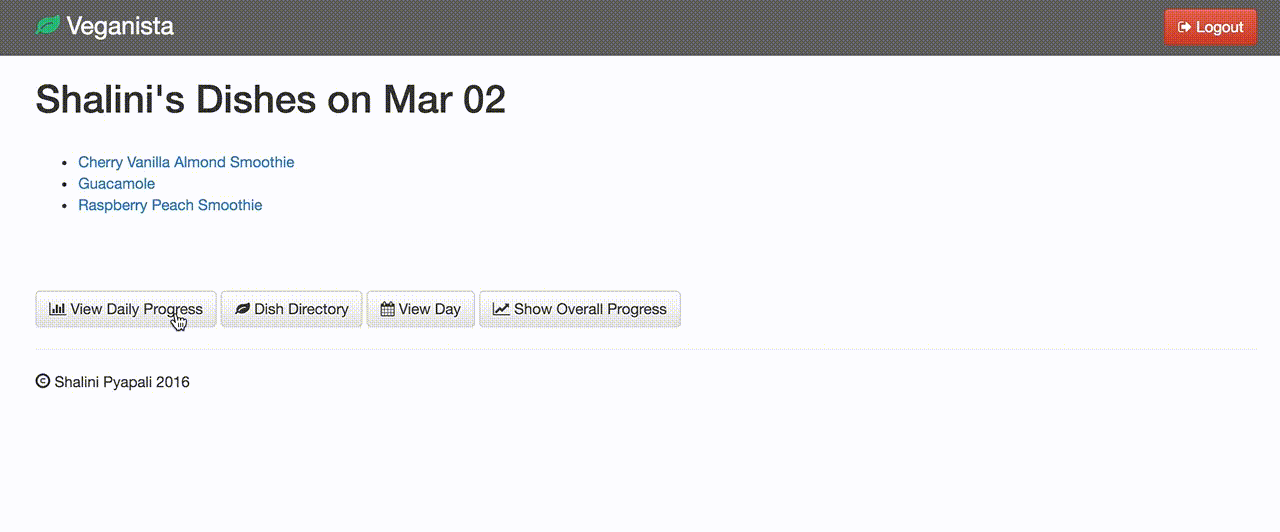 Veganista
Logout
Shalini's Dishes on Mar 02
Cherry Vanilla Almond Smoothie
Guacamole
Raspberry Peach Smoothie
View Daily Progress Dish Directory View Day Show Overall Progress
© Shalini Pyapali 2016